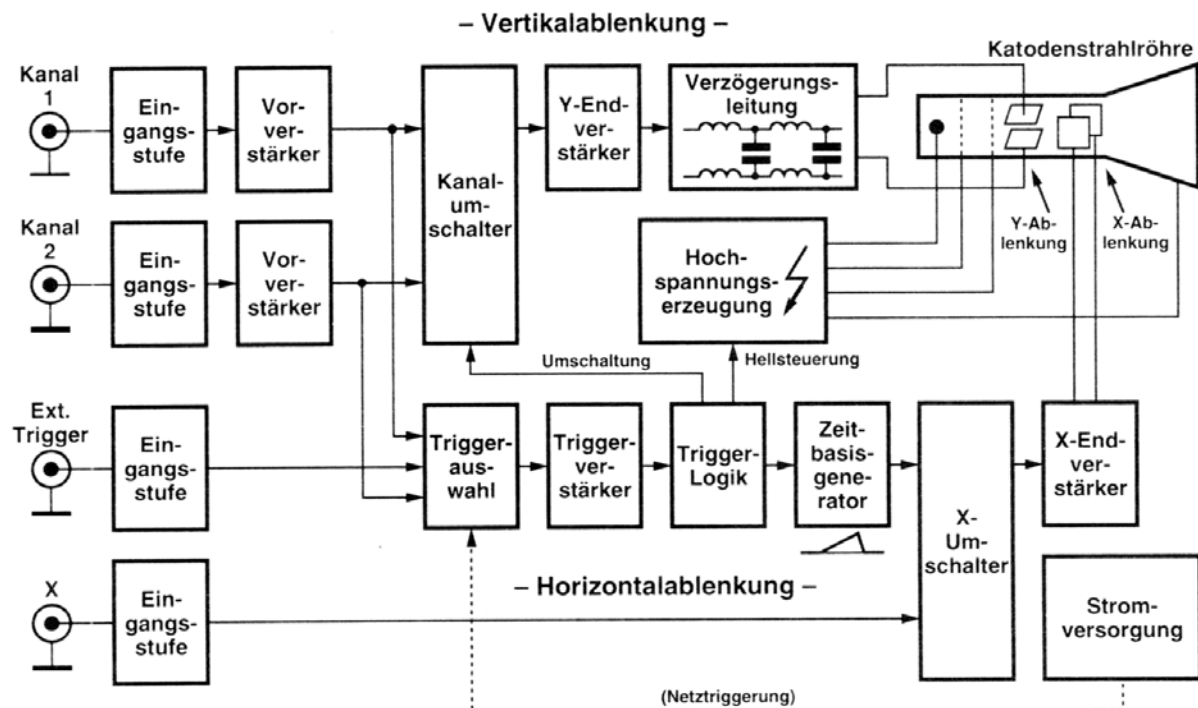 – Vertikalablenkung –
Katodenstrahlröhre
Kanal
1
Ein-
gangs-
stufe
Vor-
ver-
stärker
Kanal-
um-
schalter
Y-End-
ver-
stärker
Verzögerungs-
leitung
Y-Ab-
lenkung
X-Ab-
lenkung
Kanal
2
Ein-
gangs-
stufe
Vor-
ver-
stärker
Hoch-
spannungs-
erzeugung
Umschaltung
Hellsteuerung
Ext.
Trigger
Ein-
gangs-
stufe
Trigger-
aus-
wahl
Trigger-
ver-
stärker
Trigger-
Logik
Zeit-
basis-
gene-
rator
X-
Um-
schalter
X-End-
ver-
stärker
– Horizontalablenkung –
X
Ein-
gangs-
stufe
Strom-
versorgung
(Netztriggerung)